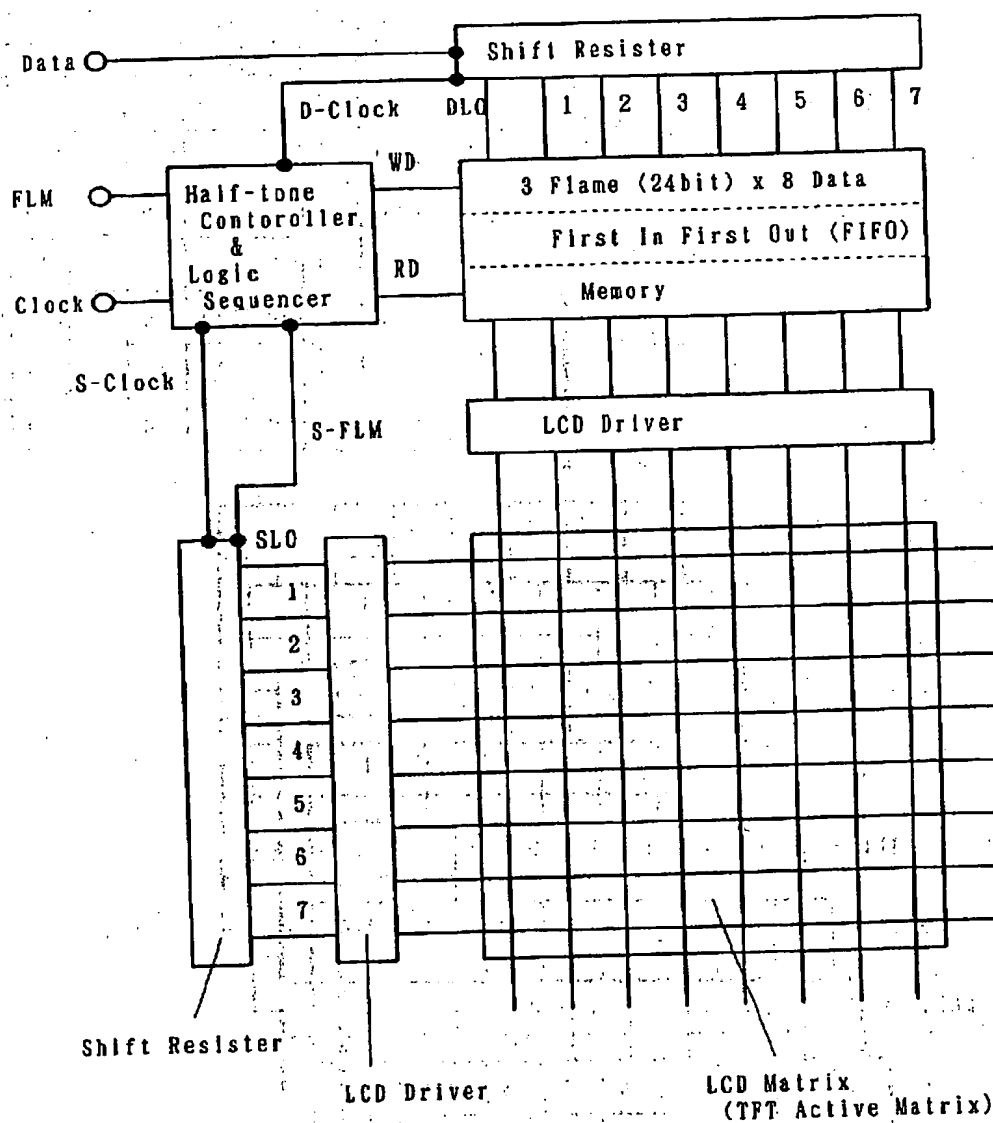 Shift Resister
Data
D-Clock
DL0
1
2
3
4
5
6
7
WD
FLM
Half-tone
Contoroller
&
Logic
Sequencer
3 Flame (24bit) x 8 Data
First In First Out (FIFO)
Memory
RD
Clock
S-Clock
S-FLM
LCD Driver
SL0
1
2
3
4
5
6
7
Shift Resister
LCD Driver
LCD Matrix
(TFT Active Matrix)